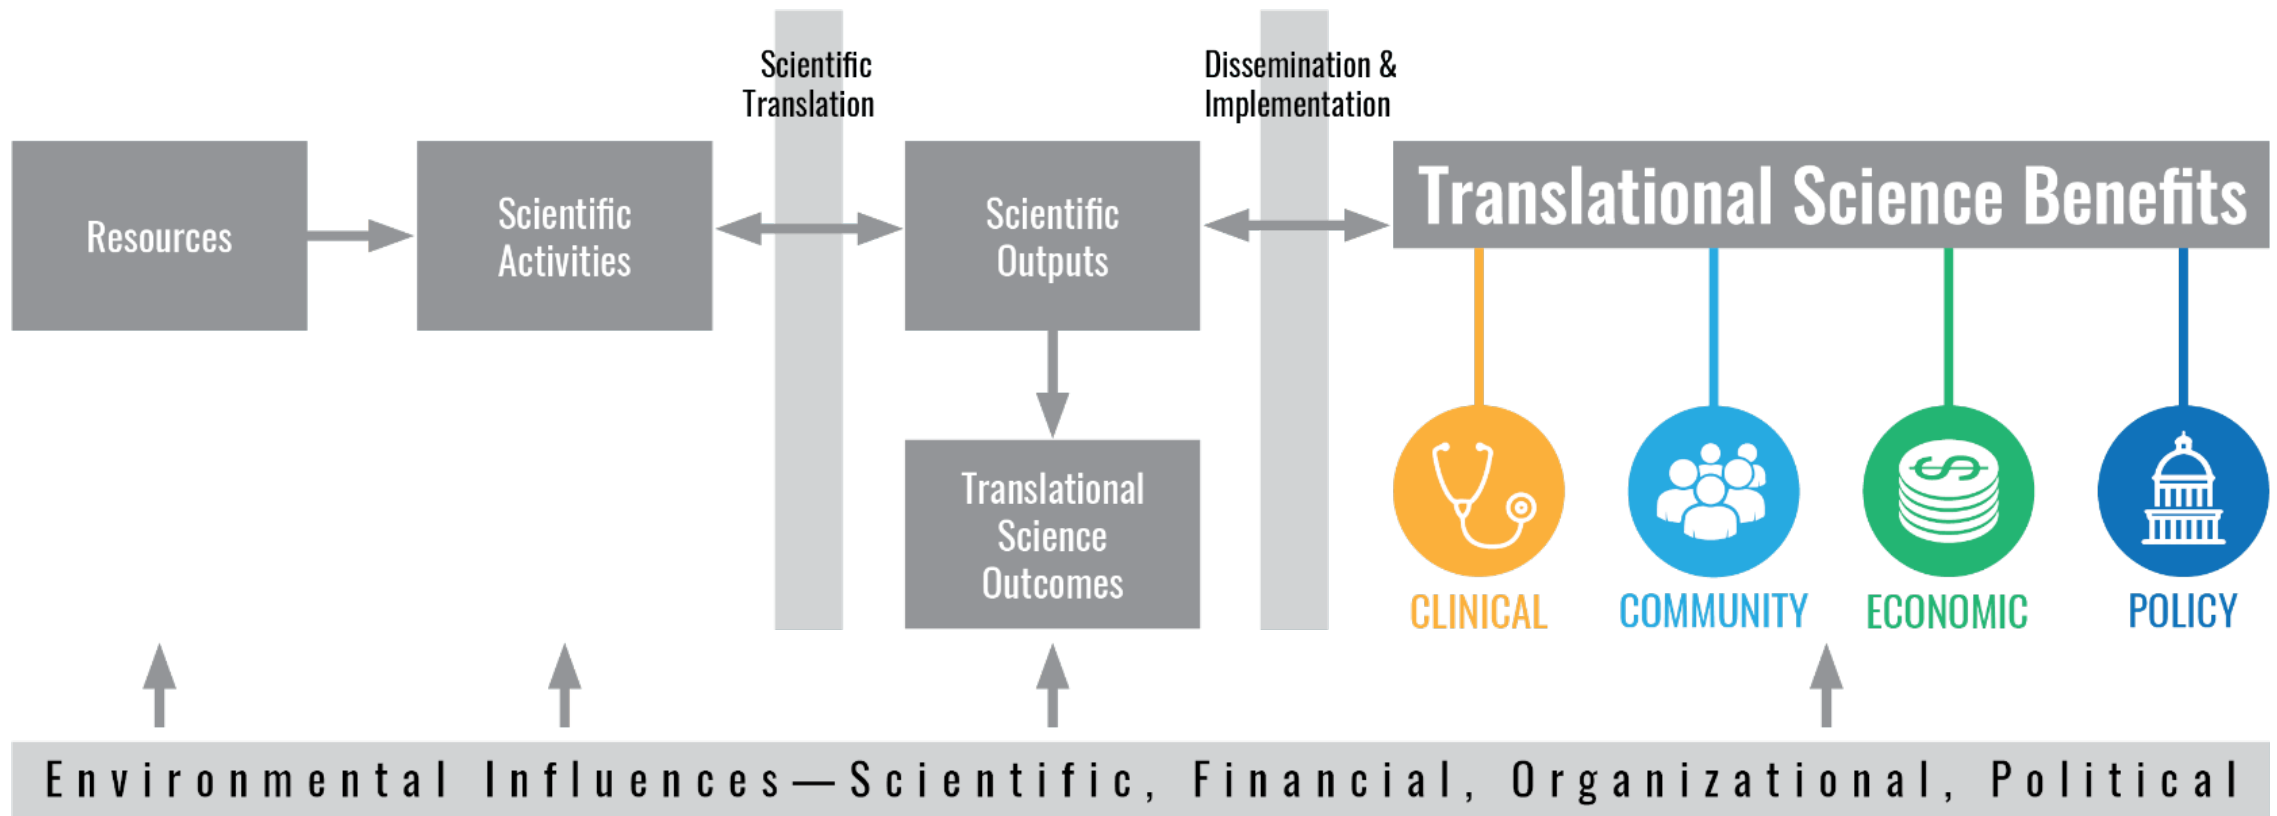 Scientific
Translation
Dissemination &
Implementation
Resources
Scientific
Activities
Scientific
Outputs
Translational Science Benefits
Translational
Science
Outcomes
CLINICAL
COMMUNITY
ECONOMIC
POLICY
Environmental Influences—Scientific, Financial, Organizational, Political